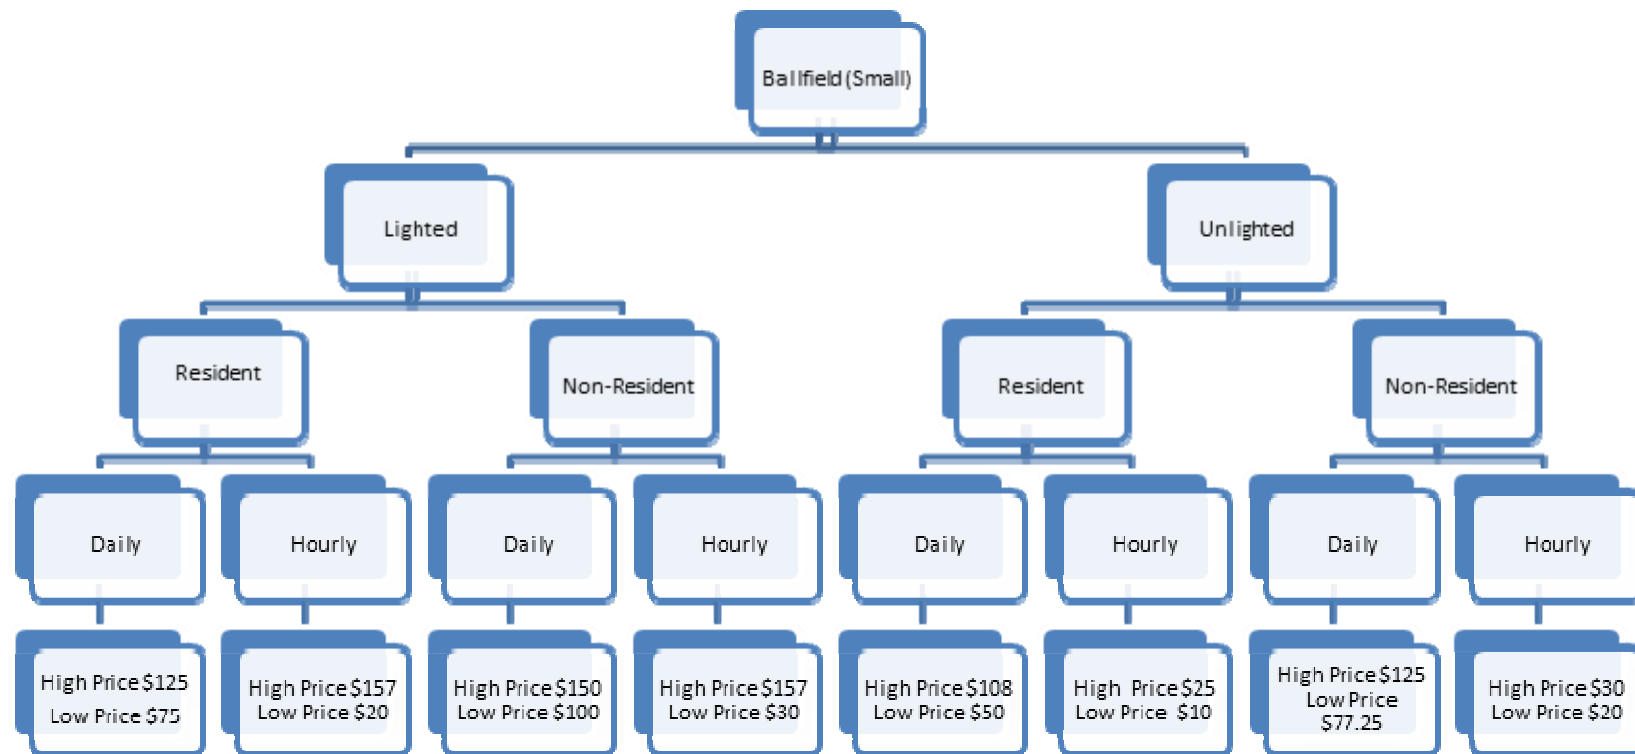 Ballfield (Small)
Lighted
Unlighted
Resident
Non-Resident
Resident
Non-Resident
Daily
Hourly
Daily
Hourly
Daily
Hourly
Daily
Hourly
High Price $125
Low Price $75
High Price $157
Low Price $20
High Price $150
Low Price $100
High Price $157
Low Price $30
High Price $108
Low Price $50
High Price $25
Low Price $10
High Price $125
Low Price
$77.25
High Price $30
Low Price $20